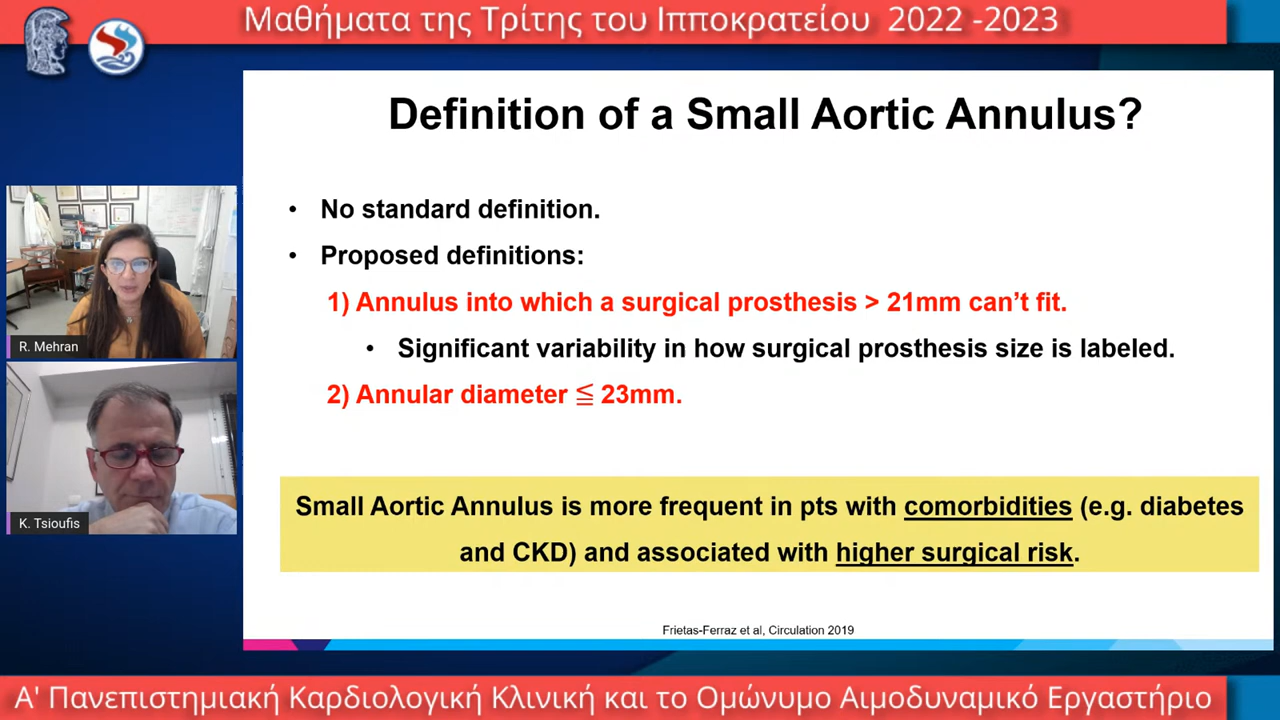 Μαθήματα της Τρίτης του Ιπποκρατείου 2022 -2023
Definition of a Small Aortic Annulus?
• No standard definition.
• Proposed definitions:
1) Annulus into which a surgical prosthesis > 21mm can’t fit.
• Significant variability in how surgical prosthesis size is labeled.
2) Annular diameter ≦ 23mm.
Small Aortic Annulus is more frequent in pts with comorbidities (e.g. diabetes
and CKD) and associated with higher surgical risk.
Frietas-Ferraz et al, Circulation 2019
R. Mehran
K. Tsioufis
Α' Πανεπιστημιακή Καρδιολογική Κλινική και το Ομώνυμο Αιμοδυναμικό Εργαστήριο